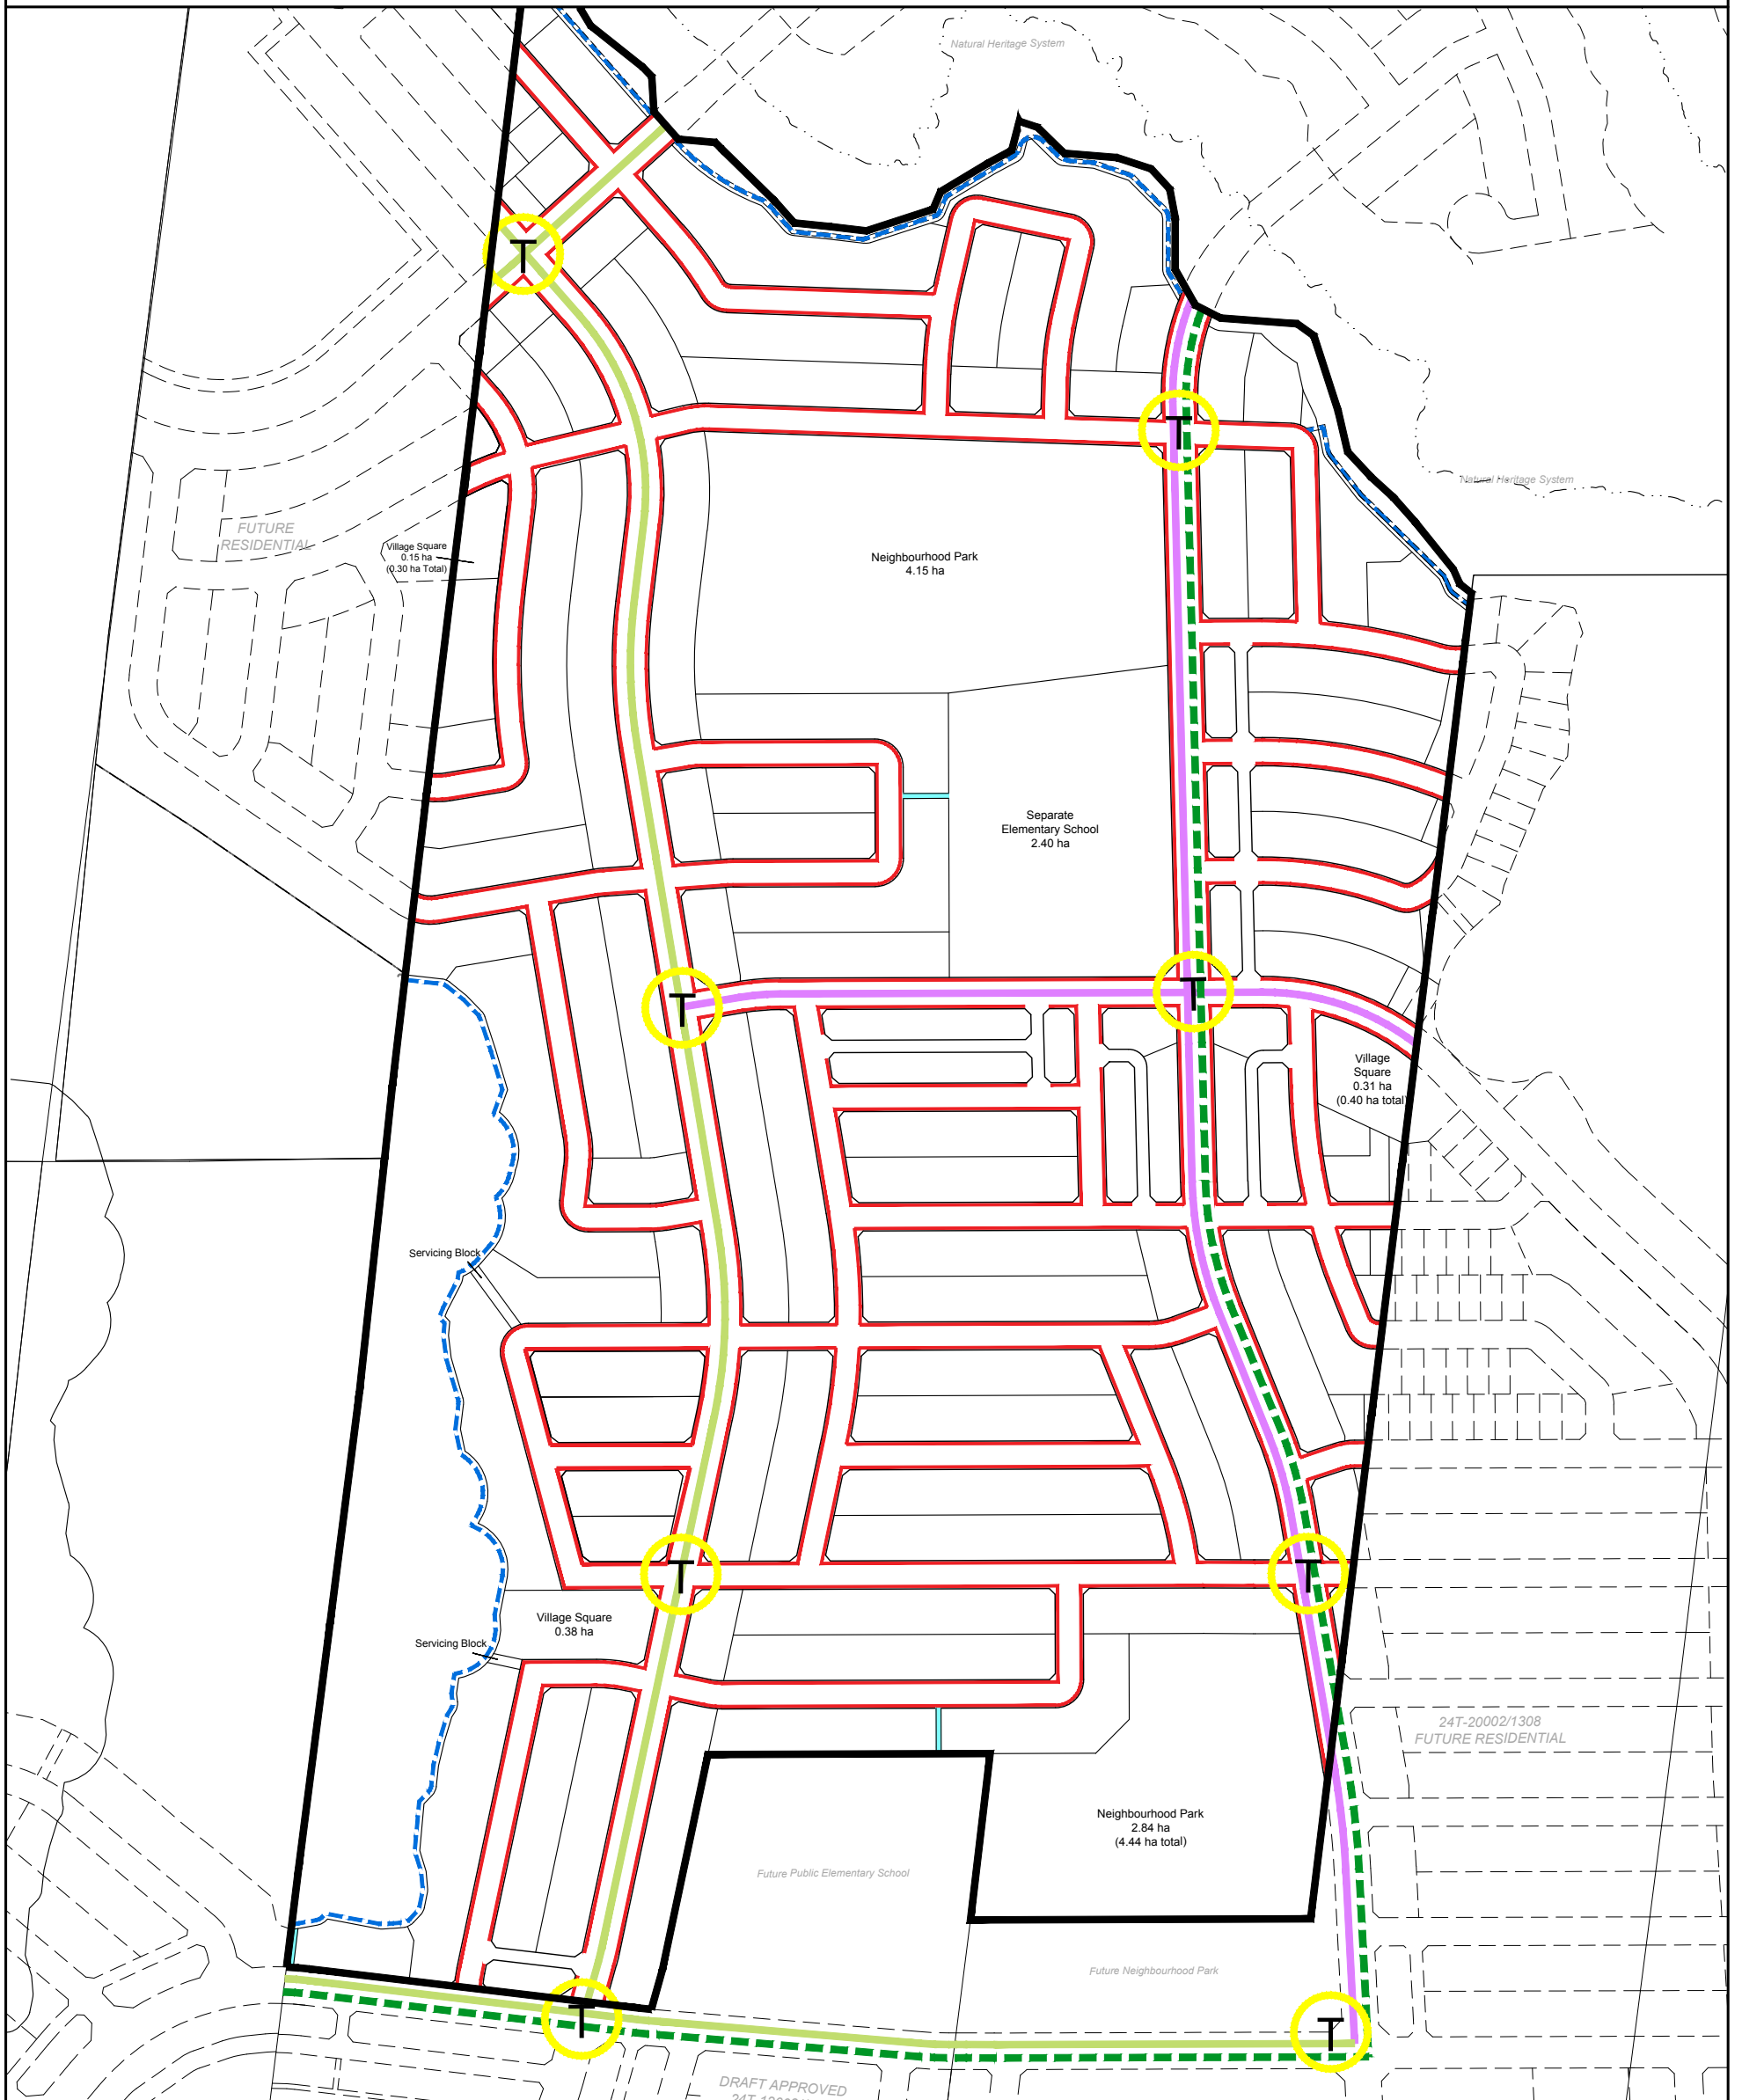 Natural Heritage System
T
T
Natural Heritage System
FUTURE
RESIDENTIAL
Village Square
0.15 ha
(0.30 ha Total)
Neighbourhood Park
4.15 ha
Separate
Elementary School
2.40 ha
T
T
Village
Square
0.31 ha
(0.40 ha total)
Servicing Block
T
T
Village Square
0.38 ha
Servicing Block
24T-20002/1308
FUTURE RESIDENTIAL
Neighbourhood Park
2.84 ha
(4.44 ha total)
Future Public Elementary School
Future Neighbourhood Park
T
T
DRAFT APPROVED